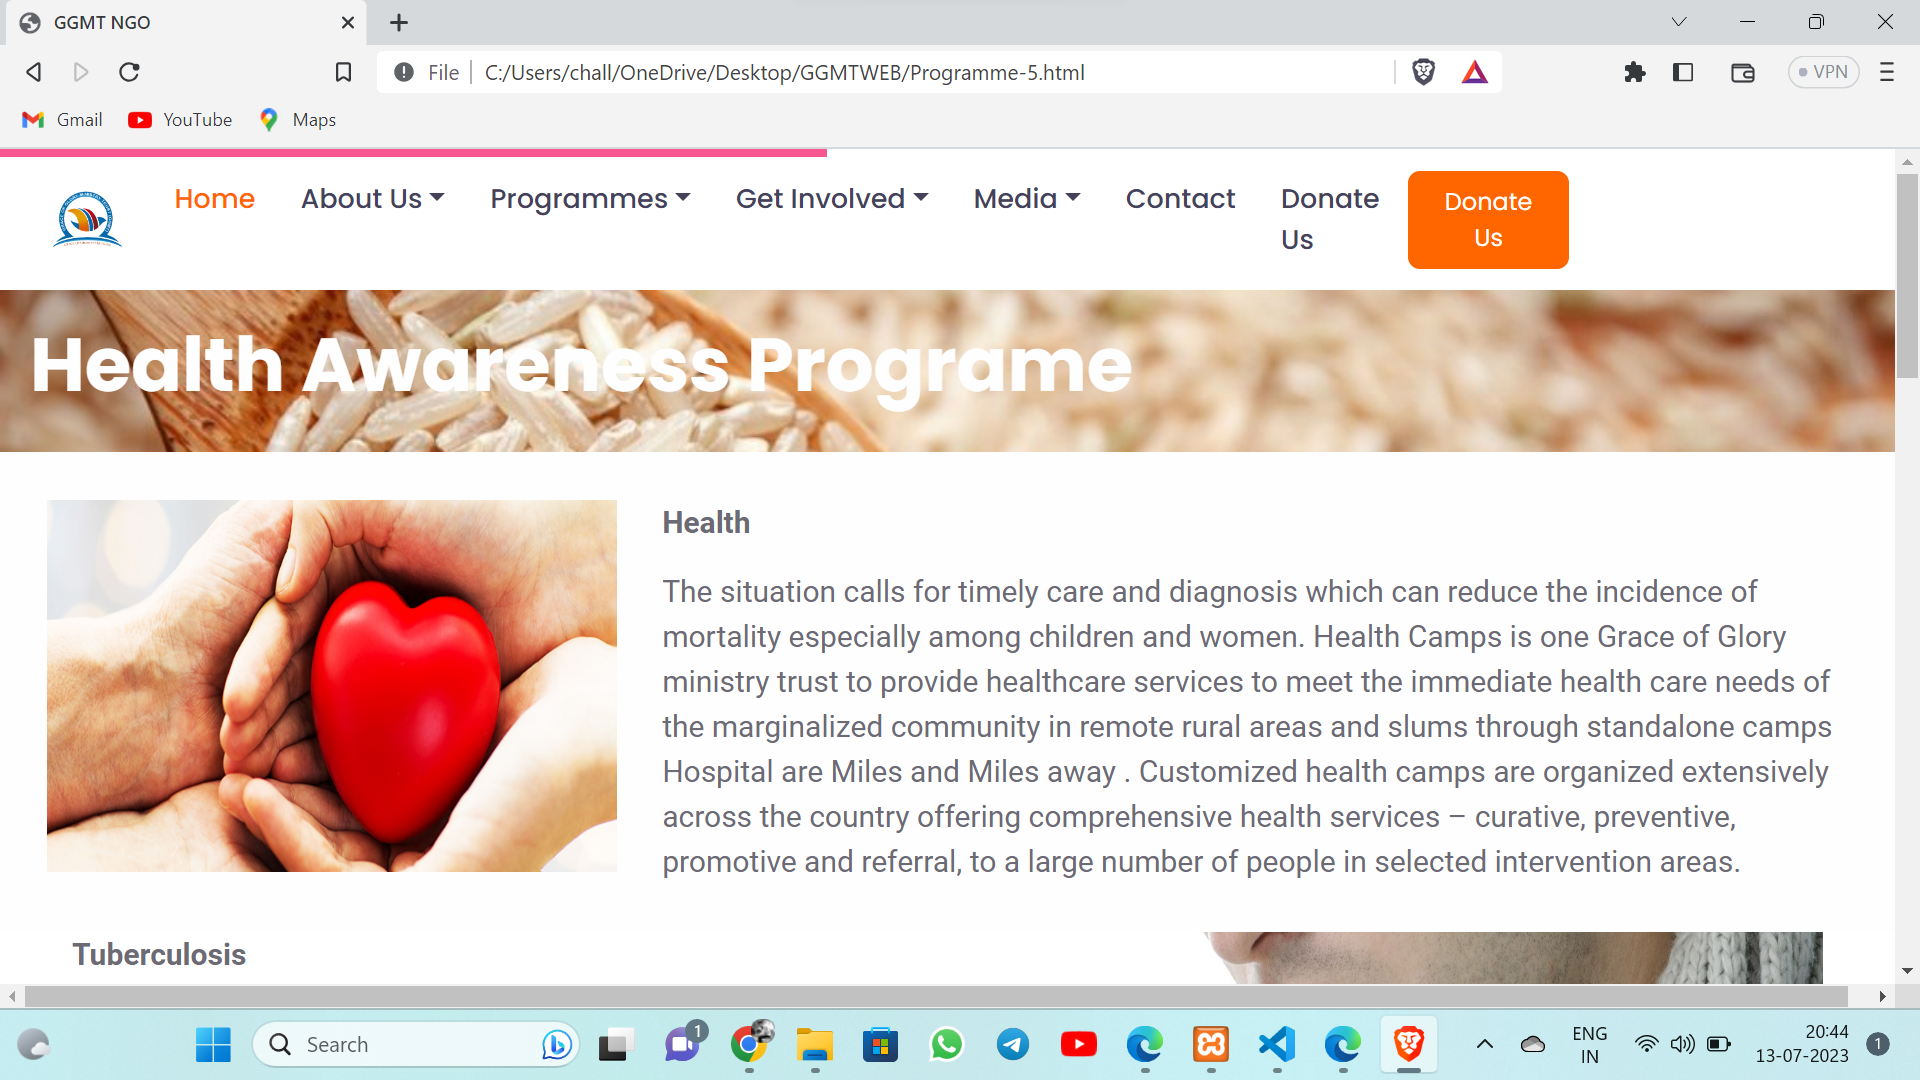 GGMT NGO
File C:/Users/chall/OneDrive/Desktop/GGMTWEB/Programme-5.html
VPN
Gmail YouTube Maps
Home About Us Programmes Get Involved Media Contact Donate
Us
Donate
Us
Health Awareness Programe
Health
The situation calls for timely care and diagnosis which can reduce the incidence of
mortality especially among children and women. Health Camps is one Grace of Glory
ministry trust to provide healthcare services to meet the immediate health care needs of
the marginalized community in remote rural areas and slums through standalone camps
Hospital are Miles and Miles away . Customized health camps are organized extensively
across the country offering comprehensive health services – curative, preventive,
promotive and referral, to a large number of people in selected intervention areas.
Tuberculosis
Search
1
ENG
IN
20:44
13-07-2023
1